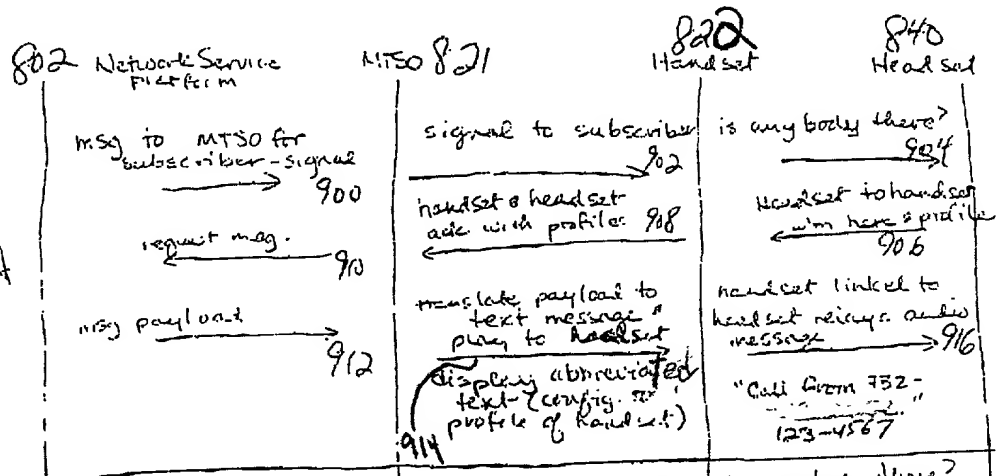 802 Network Service
Platform
MTSO 821
822
Handset
840
Headset
msg to MTSO for
subscriber-signal
900
signal to subscriber
902
is anybody there?
904
handset & headset
ack with profiles 908
Headset to handset
i'm here & profile
906
request msg.
910
msg payload
912
translate payload to
text message "
play to headset
display abbreviated
text - (config.
profile of handset)
914
handset linked to
headset relays audio
message
916
"Call from 732-
123-4567